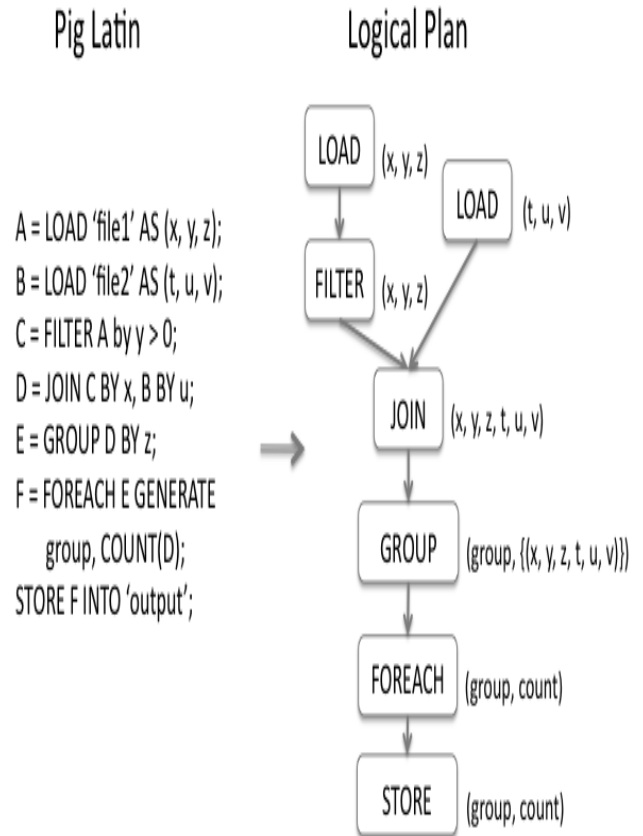 Pig Latin
Logical Plan
A = LOAD ‘file1’ AS (x, y, z);
B = LOAD ‘file2’ AS (t, u, v);
C = FILTER A by y > 0;
D = JOIN C BY x, B BY u;
E = GROUP D BY z;
F = FOREACH E GENERATE
group, COUNT(D);
STORE F INTO ‘output’;
LOAD (x, y, z)
LOAD (t, u, v)
FILTER (x, y, z)
JOIN (x, y, z, t, u, v)
GROUP (group, {(x, y, z, t, u, v)})
FOREACH (group, count)
STORE (group, count)